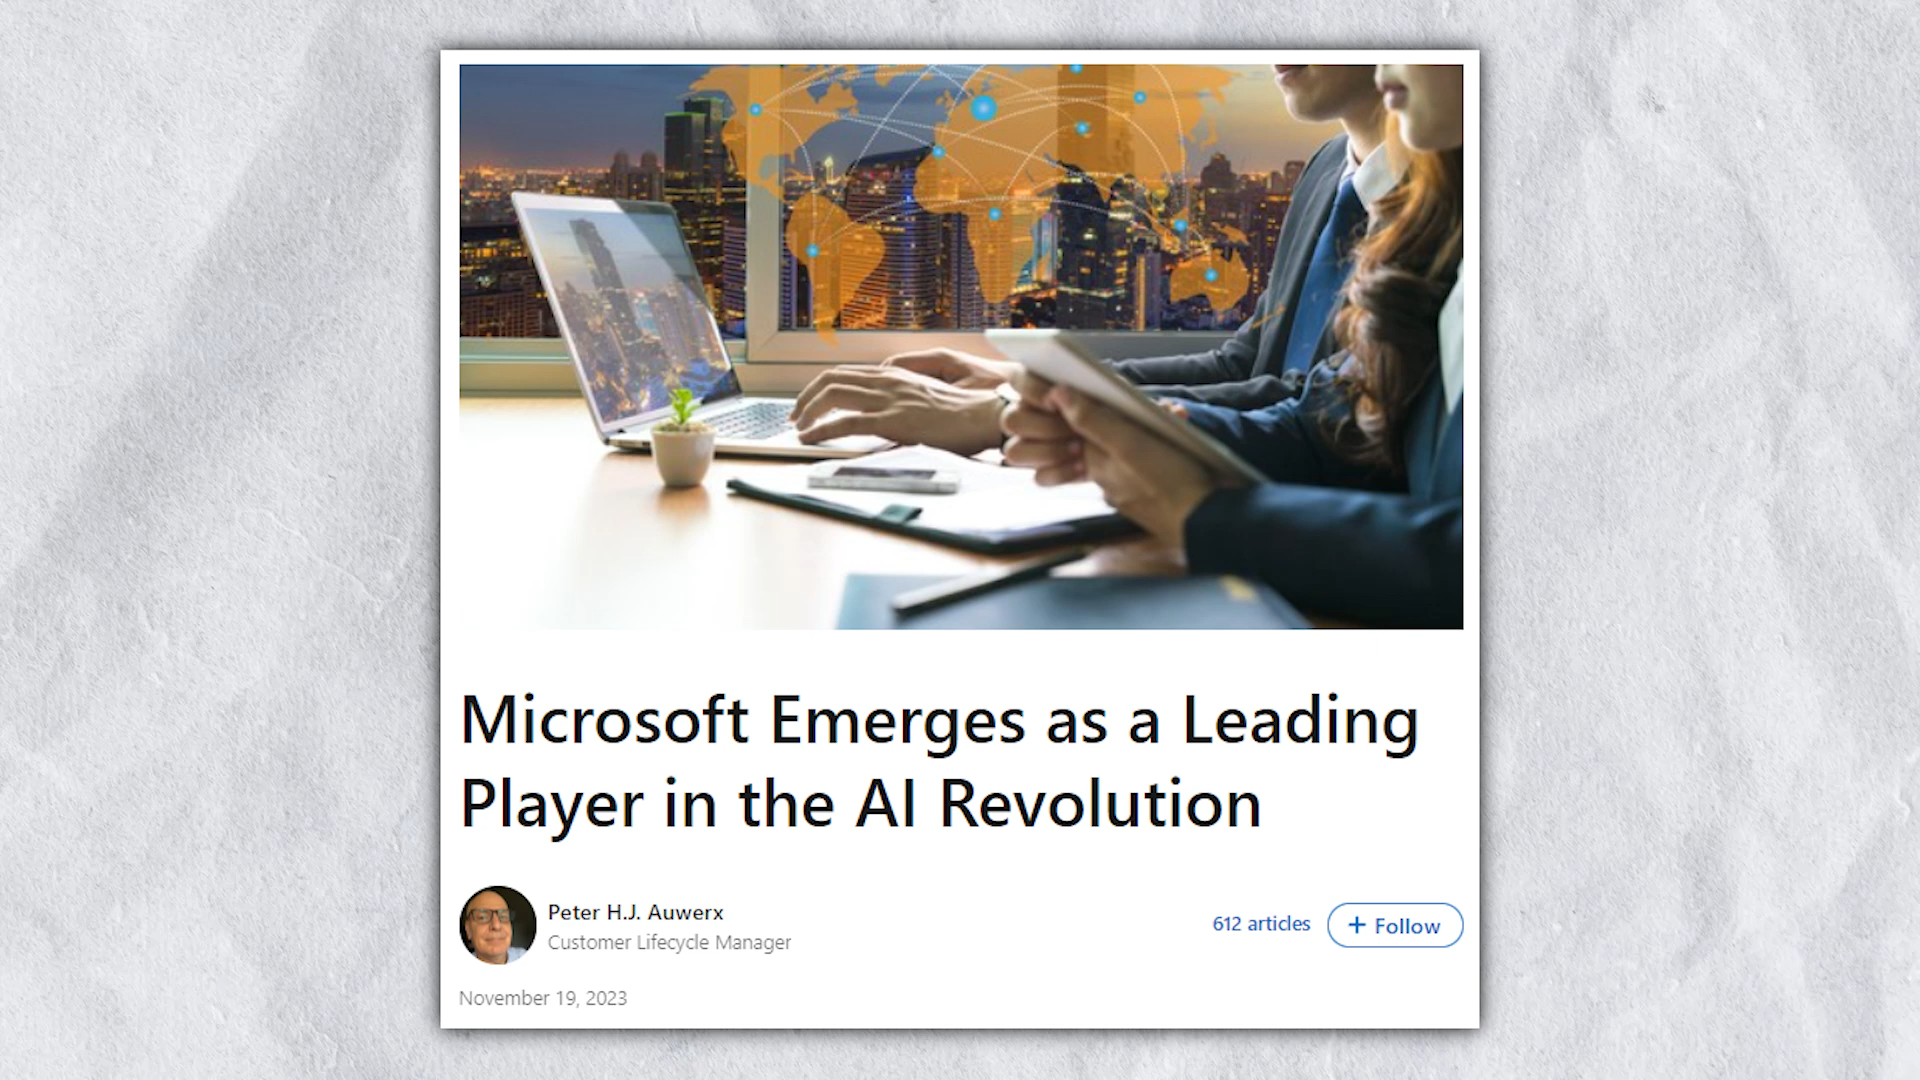 Microsoft Emerges as a Leading
Player in the AI Revolution
Peter H.J. Auwerx
Customer Lifecycle Manager
612 articles
+ Follow
November 19, 2023